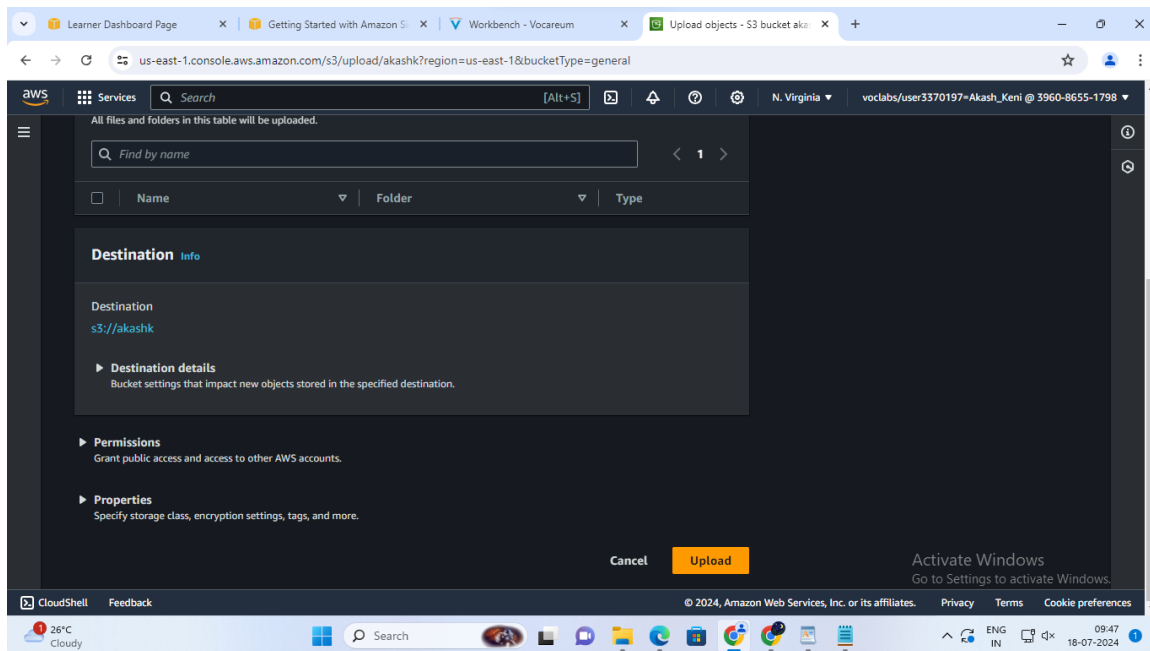 Learner Dashboard Page
Getting Started with Amazon Si
Workbench - Vocareum
Upload objects - S3 bucket akas
us-east-1.console.aws.amazon.com/s3/upload/akashk?region=us-east-1&bucketType=general
aws
Services
Search
[Alt+S]
N. Virginia
voclabs/user3370197=Akash_Keni @ 3960-8655-1798
All files and folders in this table will be uploaded.
Find by name
1
Name
Folder
Type
Destination Info
Destination
s3://akashk
Destination details
Bucket settings that impact new objects stored in the specified destination.
Permissions
Grant public access and access to other AWS accounts.
Properties
Specify storage class, encryption settings, tags, and more.
Cancel
Upload
Activate Windows
Go to Settings to activate Windows.
CloudShell
Feedback
© 2024, Amazon Web Services, Inc. or its affiliates.
Privacy
Terms
Cookie preferences
1
26°C
Cloudy
Search
ENG
IN
09:47
18-07-2024
1